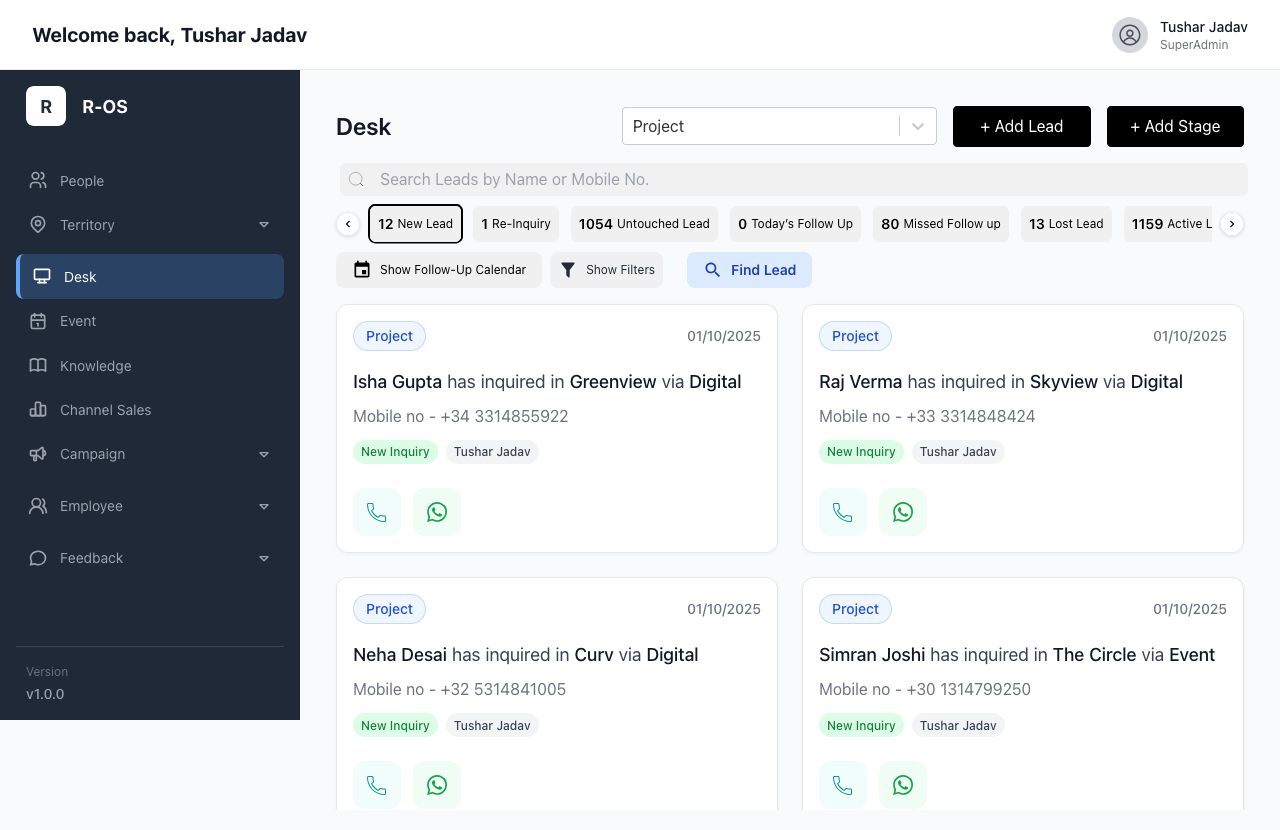 Welcome back, Tushar Jadav
Tushar Jadav
SuperAdmin
R
R-OS
People
Territory
Desk
Event
Knowledge
Channel Sales
Campaign
Employee
Feedback
Version
v1.0.0
Desk
Project
+ Add Lead
+ Add Stage
Search Leads by Name or Mobile No.
12 New Lead
1 Re-Inquiry
1054 Untouched Lead
0 Today's Follow Up
80 Missed Follow up
13 Lost Lead
1159 Active L
Show Follow-Up Calendar
Show Filters
Find Lead
Project
01/10/2025
Isha Gupta has inquired in Greenview via Digital
Mobile no - +34 3314855922
New Inquiry
Tushar Jadav
Project
01/10/2025
Raj Verma has inquired in Skyview via Digital
Mobile no - +33 3314848424
New Inquiry
Tushar Jadav
Project
01/10/2025
Neha Desai has inquired in Curv via Digital
Mobile no - +32 5314841005
New Inquiry
Tushar Jadav
Project
01/10/2025
Simran Joshi has inquired in The Circle via Event
Mobile no - +30 1314799250
New Inquiry
Tushar Jadav